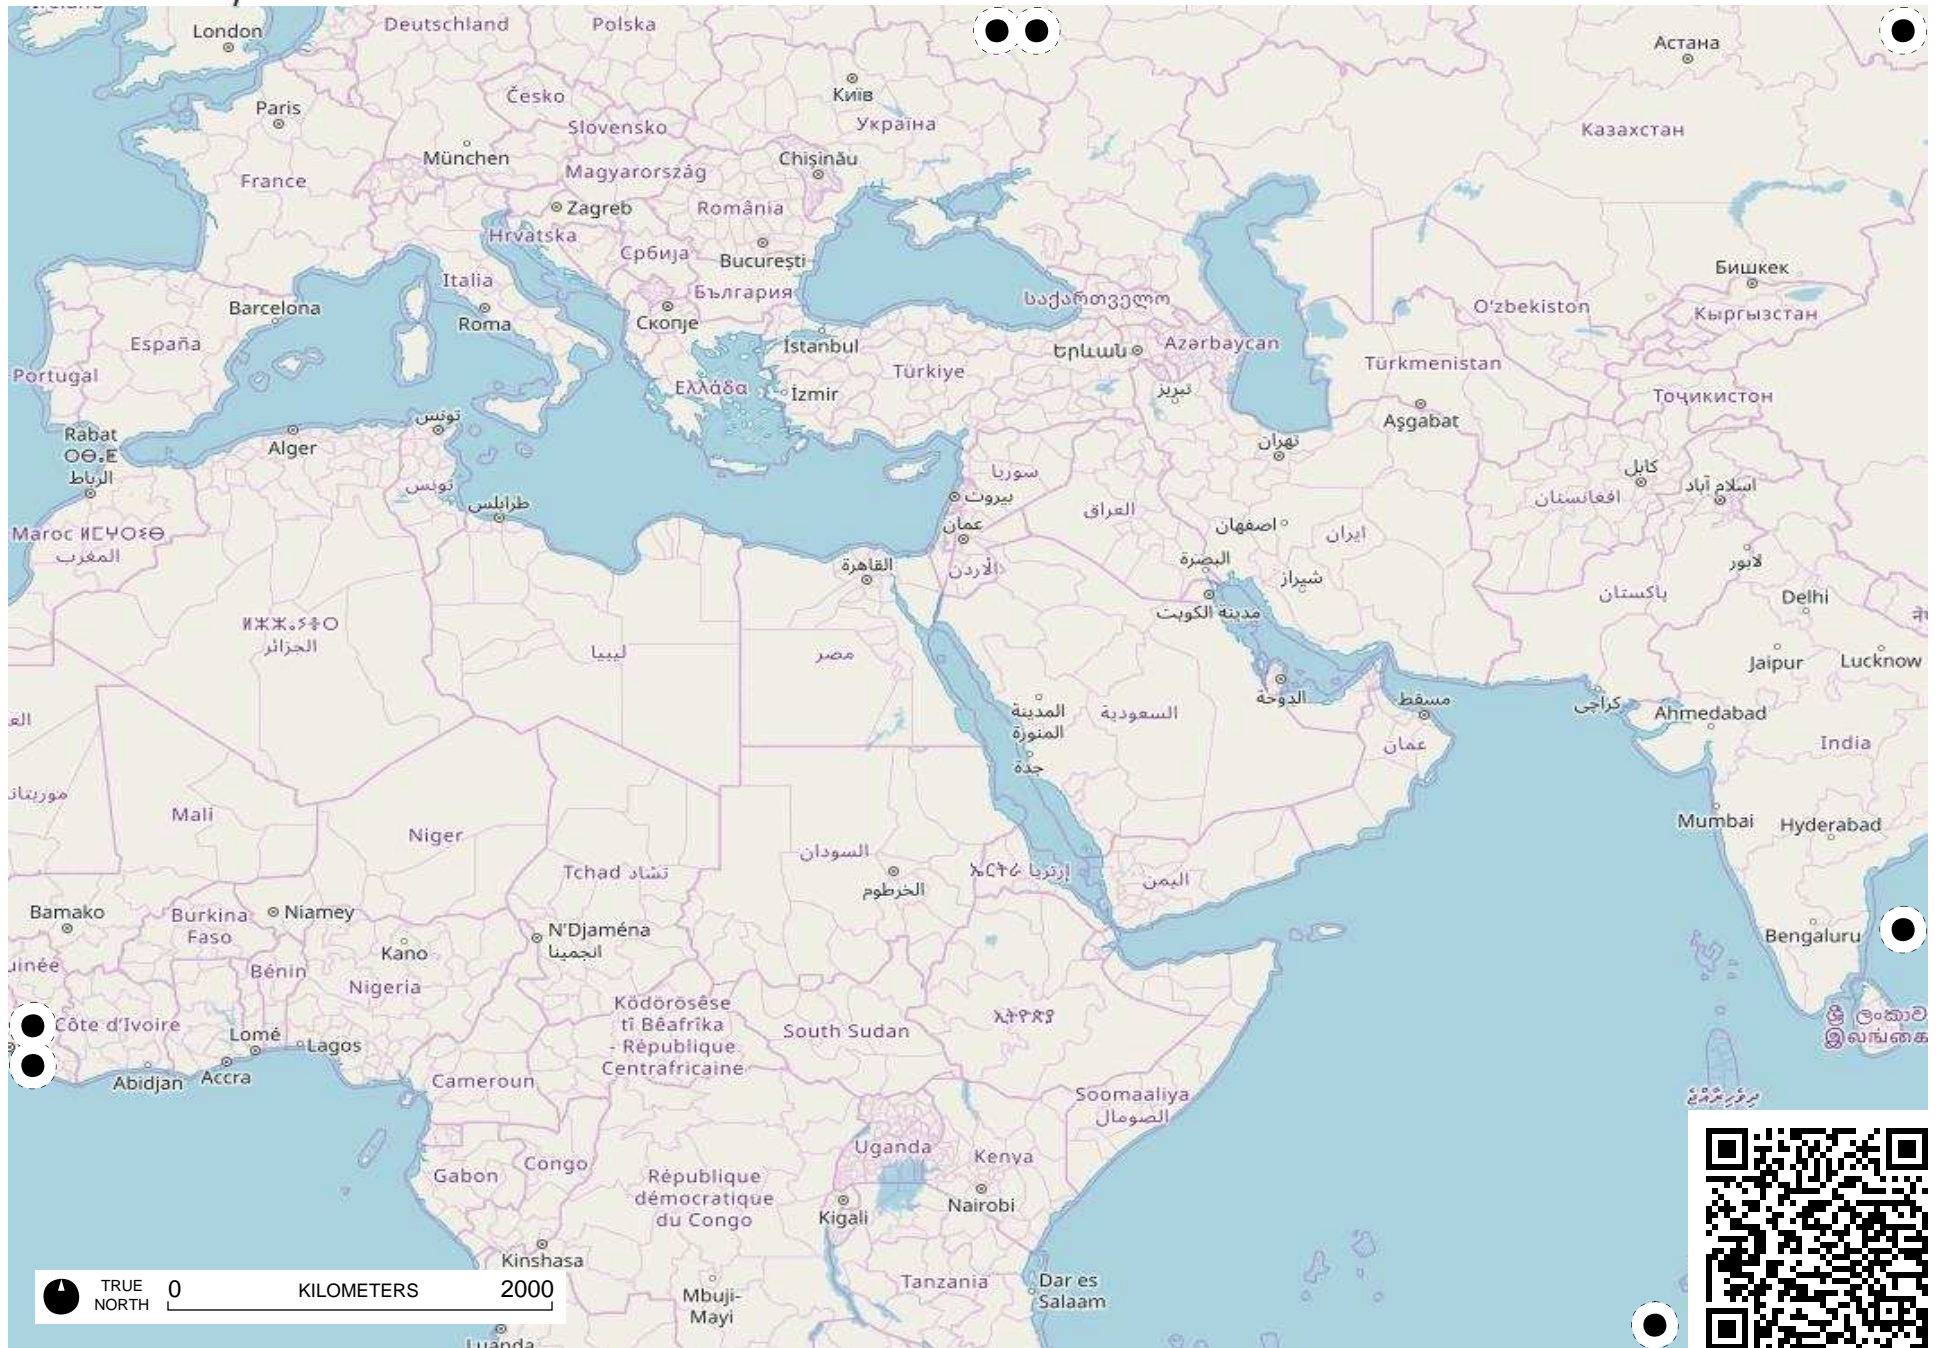 London
Deutschland
Polska
Астана
Česko
Київ
Україна
Paris
Slovensko
Казахстан
München
Magyarország
Chișinău
France
Zagreb
România
Hrvatska
Србија
București
Бишкек
Italia
България
საქართველო
O'zbekiston
Кыргызстан
Barcelona
Roma
Скопје
İstanbul
Երևան
Azərbaycan
España
Türkiye
Türkmenistan
Portugal
Ελλάδα
İzmir
تبریز
Тоҷикистон
تونس
Aşgabat
Rabat
ⵔⴱⴰⵟ
الرباط
Alger
تهران
سوريا
کابل
اسلام آباد
تونس
طرابلس
بيروت
العراق
افغانستان
Maroc ⵍⵎⵖⵔⵉⴱ
المغرب
عمان
اصفهان
ایران
القاهرة
الأردن
البصرة
شیراز
لاہور
پاکستان
Delhi
مدينة الكويت
ⵍⵣⵣⴰⵢⴻⵔ
الجزائر
ليبيا
مصر
Jaipur
Lucknow
المدينة
المنورة
السعودية
الدوحة
مسقط
کراچی
Ahmedabad
عمان
India
جدة
Mali
Niger
Mumbai
Hyderabad
Tchad تشاد
السودان
ኤርትራ إرتريا
اليمن
الخرطوم
Bamako
Burkina
Faso
Niamey
N'Djaména
انجمينا
Kano
Bengaluru
Bénin
Nigeria
Ködörösêse
tî Bêafrîka
- République
Centrafricaine
South Sudan
ኢትዮጵያ
Côte d'Ivoire
Lomé
Lagos
Abidjan
Accra
Cameroun
Soomaaliya
الصومال
ދިވެހިރާއްޖެ
Uganda
Kenya
Gabon
Congo
République
démocratique
du Congo
Kigali
Nairobi
Kinshasa
Tanzania
Mbuji-
Mayi
Dar es
Salaam
Luanda
TRUE
NORTH
0 KILOMETERS 2000